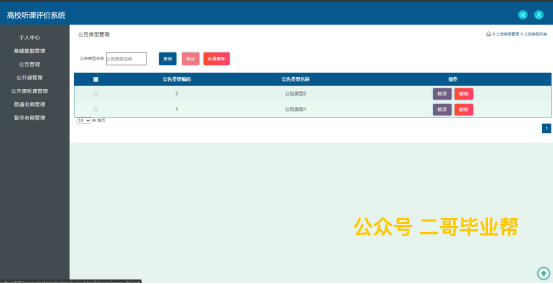 高校听课评价系统
个人中心
公告类型管理
公告类型管理 公告类型列表
基础数据管理
公告管理
公开课管理
公开课听课管理
普通老师管理
督导老师管理
公告类型名称 公告类型名称 查询 添加 批量删除
公告类型编码 公告类型名称 操作
2 公告类型2 修改 删除
1 公告类型1 修改 删除
10 条 每页
1
公众号 二哥毕业帮